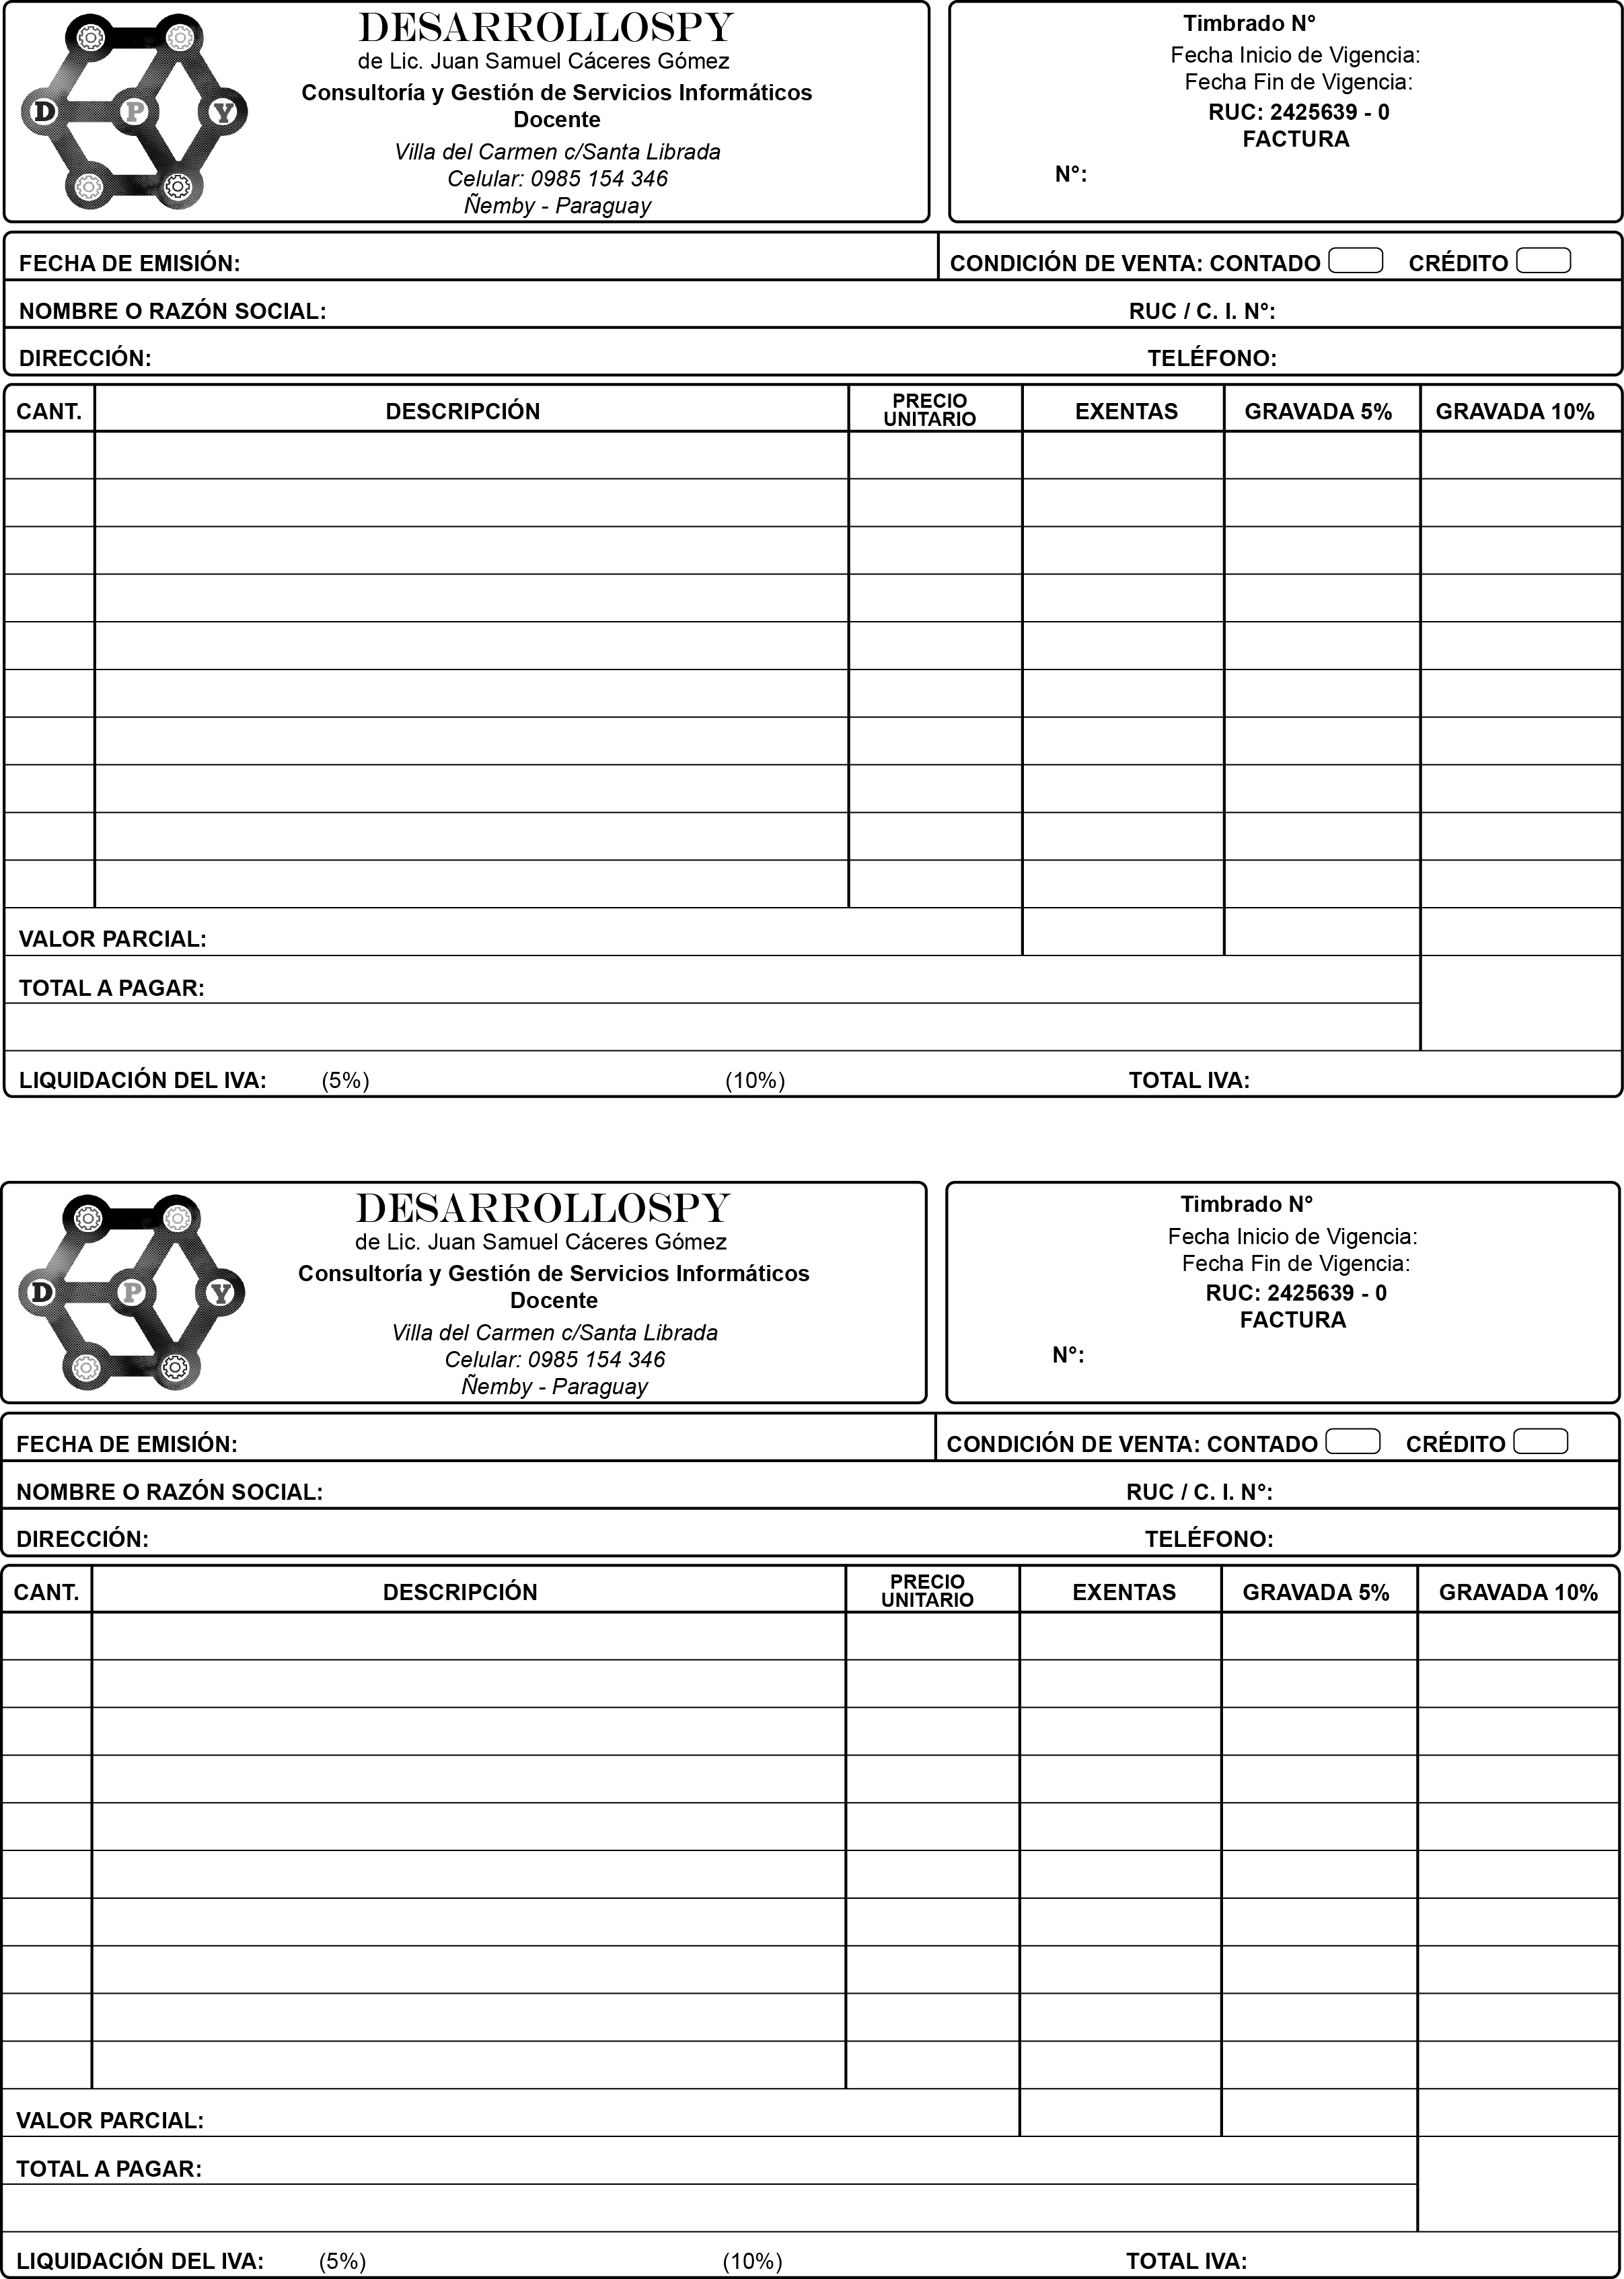 DESARROLLOSPY
de Lic. Juan Samuel Cáceres Gómez
Consultoría y Gestión de Servicios Informáticos
Docente
Villa del Carmen c/Santa Librada
Celular: 0985 154 346
Ñemby - Paraguay
D P Y
Timbrado N°
Fecha Inicio de Vigencia:
Fecha Fin de Vigencia:
RUC: 2425639 - 0
FACTURA
N°:
FECHA DE EMISIÓN: CONDICIÓN DE VENTA: CONTADO CRÉDITO
NOMBRE O RAZÓN SOCIAL: RUC / C. I. N°:
DIRECCIÓN: TELÉFONO:
CANT. DESCRIPCIÓN PRECIO UNITARIO EXENTAS GRAVADA 5% GRAVADA 10%
VALOR PARCIAL:
TOTAL A PAGAR:
LIQUIDACIÓN DEL IVA: (5%) (10%) TOTAL IVA:
DESARROLLOSPY
de Lic. Juan Samuel Cáceres Gómez
Consultoría y Gestión de Servicios Informáticos
Docente
Villa del Carmen c/Santa Librada
Celular: 0985 154 346
Ñemby - Paraguay
D P Y
Timbrado N°
Fecha Inicio de Vigencia:
Fecha Fin de Vigencia:
RUC: 2425639 - 0
FACTURA
N°:
FECHA DE EMISIÓN: CONDICIÓN DE VENTA: CONTADO CRÉDITO
NOMBRE O RAZÓN SOCIAL: RUC / C. I. N°:
DIRECCIÓN: TELÉFONO:
CANT. DESCRIPCIÓN PRECIO UNITARIO EXENTAS GRAVADA 5% GRAVADA 10%
VALOR PARCIAL:
TOTAL A PAGAR:
LIQUIDACIÓN DEL IVA: (5%) (10%) TOTAL IVA: